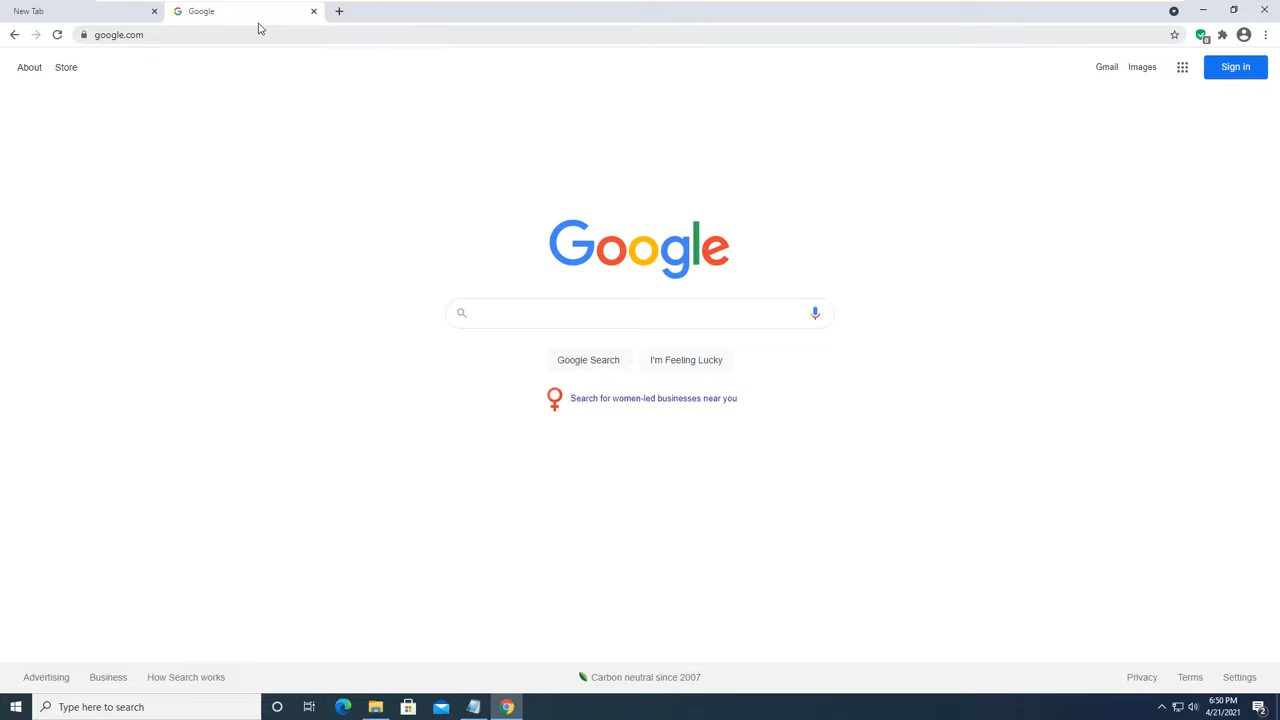 New Tab
Google
google.com
About Store
Gmail Images
Sign in
Google
Google Search
I'm Feeling Lucky
Search for women-led businesses near you
Advertising Business How Search works
Carbon neutral since 2007
Privacy Terms Settings
Type here to search
6:50 PM
4/21/2021
2